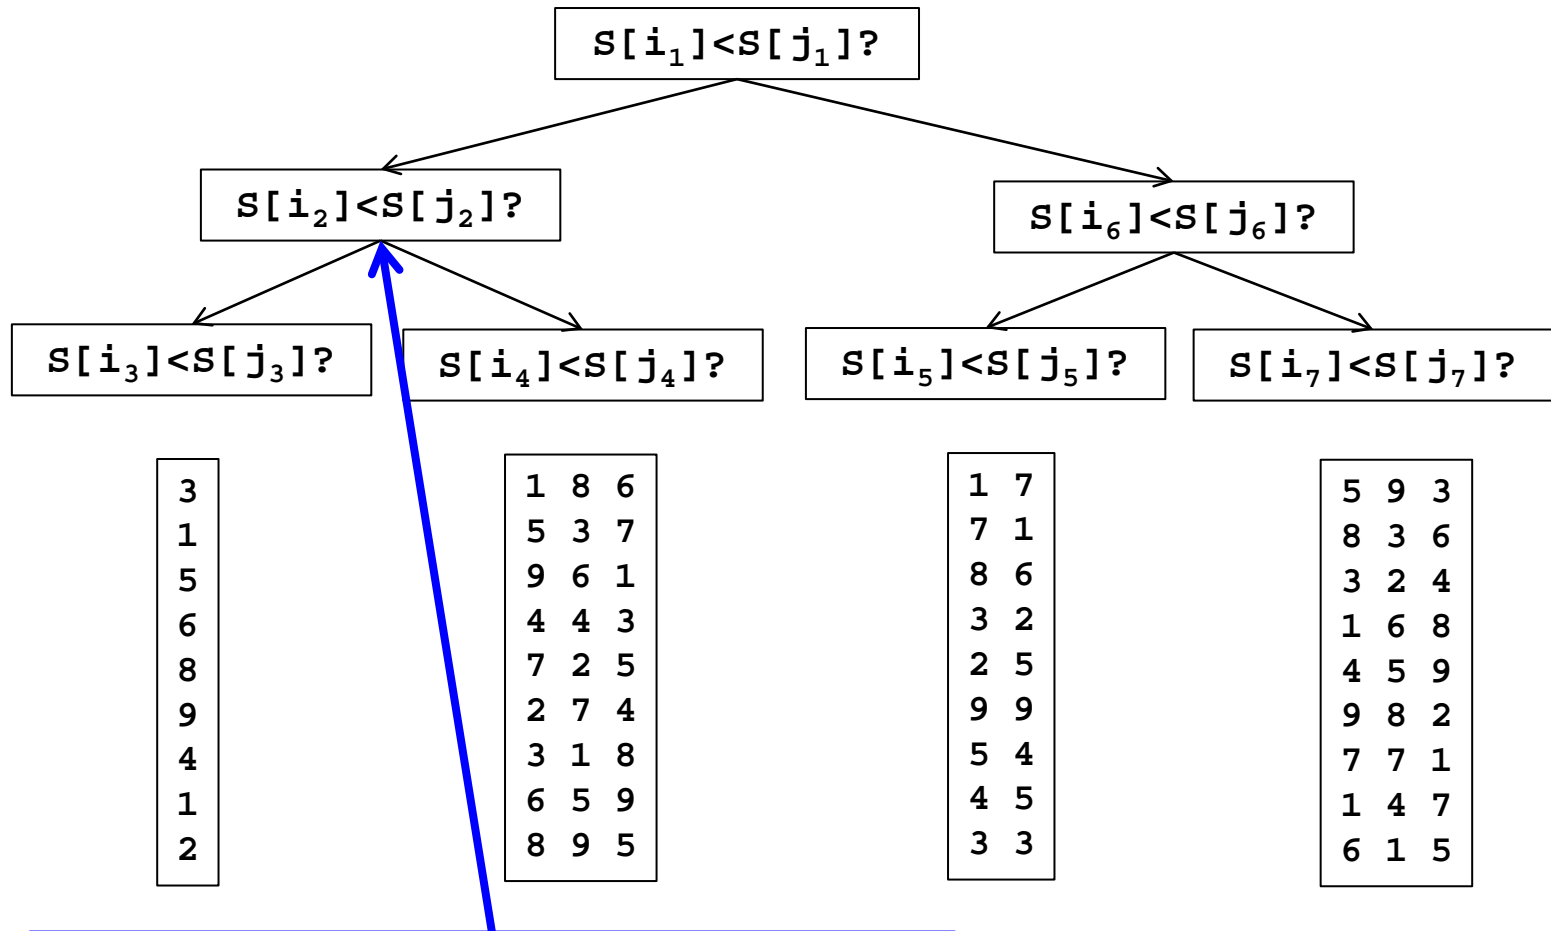 S[i₁]<S[j₁]?
S[i₂]<S[j₂]?
S[i₆]<S[j₆]?
S[i₃]<S[j₃]?
S[i₄]<S[j₄]?
S[i₅]<S[j₅]?
S[i₇]<S[j₇]?
3
1
5
6
8
9
4
1
2
1 8 6
5 3 7
9 6 1
4 4 3
7 2 5
2 7 4
3 1 8
6 5 9
8 9 5
1 7
7 1
8 6
3 2
2 5
9 9
5 4
4 5
3 3
5 9 3
8 3 6
3 2 4
1 6 8
4 5 9
9 8 2
7 7 1
1 4 7
6 1 5